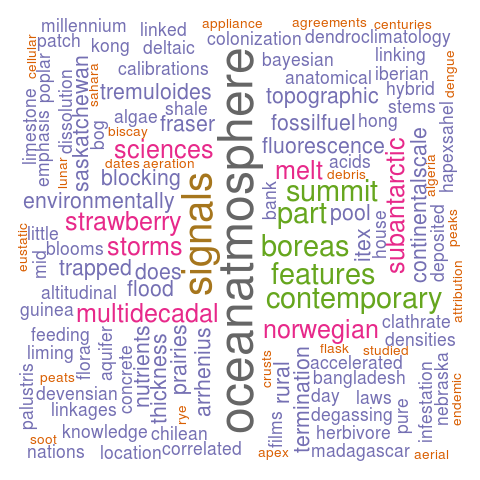 appliance
agreements
centuries
millennium
linked
colonization
dendroclimatology
patch
kong
deltaic
cellular
bayesian
linking
calibrations
anatomical
iberian
dengue
limestone
emphasis
poplar
dissolution
saskatchewan
sahara
tremuloides
topographic
hybrid
stems
bog
algae
shale
fraser
fossilfuel
hong
hapexsahel
biscay
sciences
fluorescence
lunar
dates
aeration
blocking
melt
acids
debris
subantarctic
continentalscale
algeria
environmentally
signals
oceanatmosphere
summit
bank
part
pool
house
itex
strawberry
eustatic
little
blooms
storms
boreas
deposited
peaks
mid
trapped
does
features
altitudinal
flood
contemporary
attribution
guinea
multidecadal
norwegian
clathrate
feeding
densities
liming
florao
aquifer
concrete
nutrients
thickness
prairies
arrhenius
flask
studied
crusts
rural
termination
accelerated
peats
bangladesh
palustris
devensian
day
laws
infestation
nebraska
endemic
linkages
rye
films
degassing
pure
soot
knowledge
chilean
herbivore
nations
location
correlated
apex
madagascar
aerial